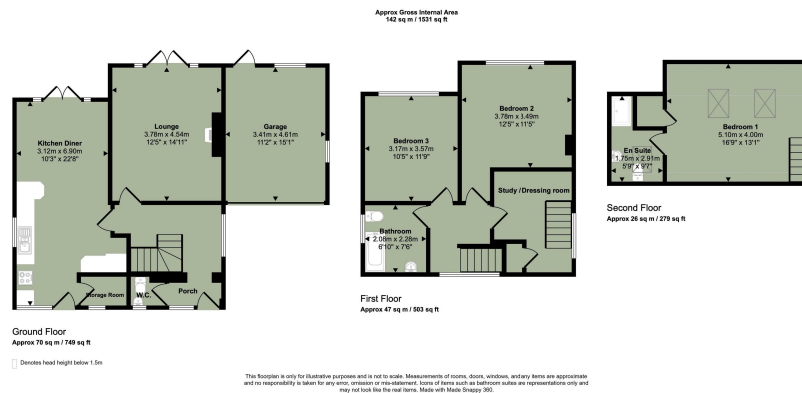 Approx Gross Internal Area
142 sq m / 1531 sq ft
Kitchen Diner
3.12m x 6.90m
10'3" x 22'8"
Lounge
3.78m x 4.54m
12'5" x 14'11"
Garage
3.41m x 4.61m
11'2" x 15'1"
Storage Room
W.C.
Porch
Ground Floor
Approx 70 sq m / 749 sq ft
Denotes head height below 1.5m
Bedroom 3
3.17m x 3.57m
10'5" x 11'9"
Bedroom 2
3.78m x 3.49m
12'5" x 11'5"
Study / Dressing room
Bathroom
2.08m x 2.28m
6'10" x 7'6"
First Floor
Approx 47 sq m / 503 sq ft
Bedroom 1
5.10m x 4.00m
16'9" x 13'1"
En Suite
1.75m x 2.91m
5'9" x 9'7"
Second Floor
Approx 26 sq m / 279 sq ft
This floorplan is only for illustrative purposes and is not to scale. Measurements of rooms, doors, windows, and any items are approximate
and no responsibility is taken for any error, omission or mis-statement. Icons of items such as bathroom suites are representations only and
may not look like the real items. Made with Made Snappy 360.